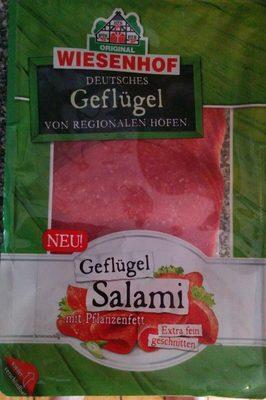 ORIGINAL
WIESENHOF
DEUTSCHES
Geflügel
VON REGIONALEN HÖFEN
NEU!
Geflügel
Salami
mit Pflanzenfett
Extra fein
geschnitten